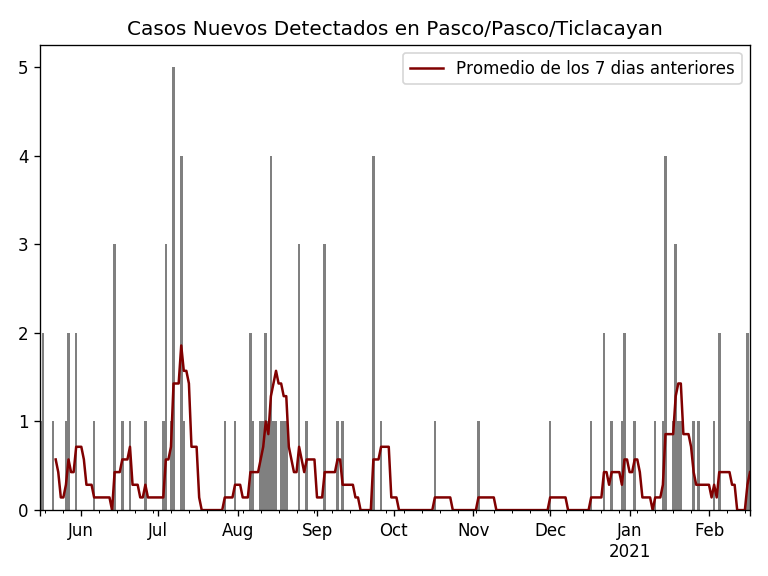 Casos Nuevos Detectados en Pasco/Pasco/Ticlacayan
Promedio de los 7 dias anteriores
5
4
3
2
1
0
Jun Jul Aug Sep Oct Nov Dec Jan Feb
2021